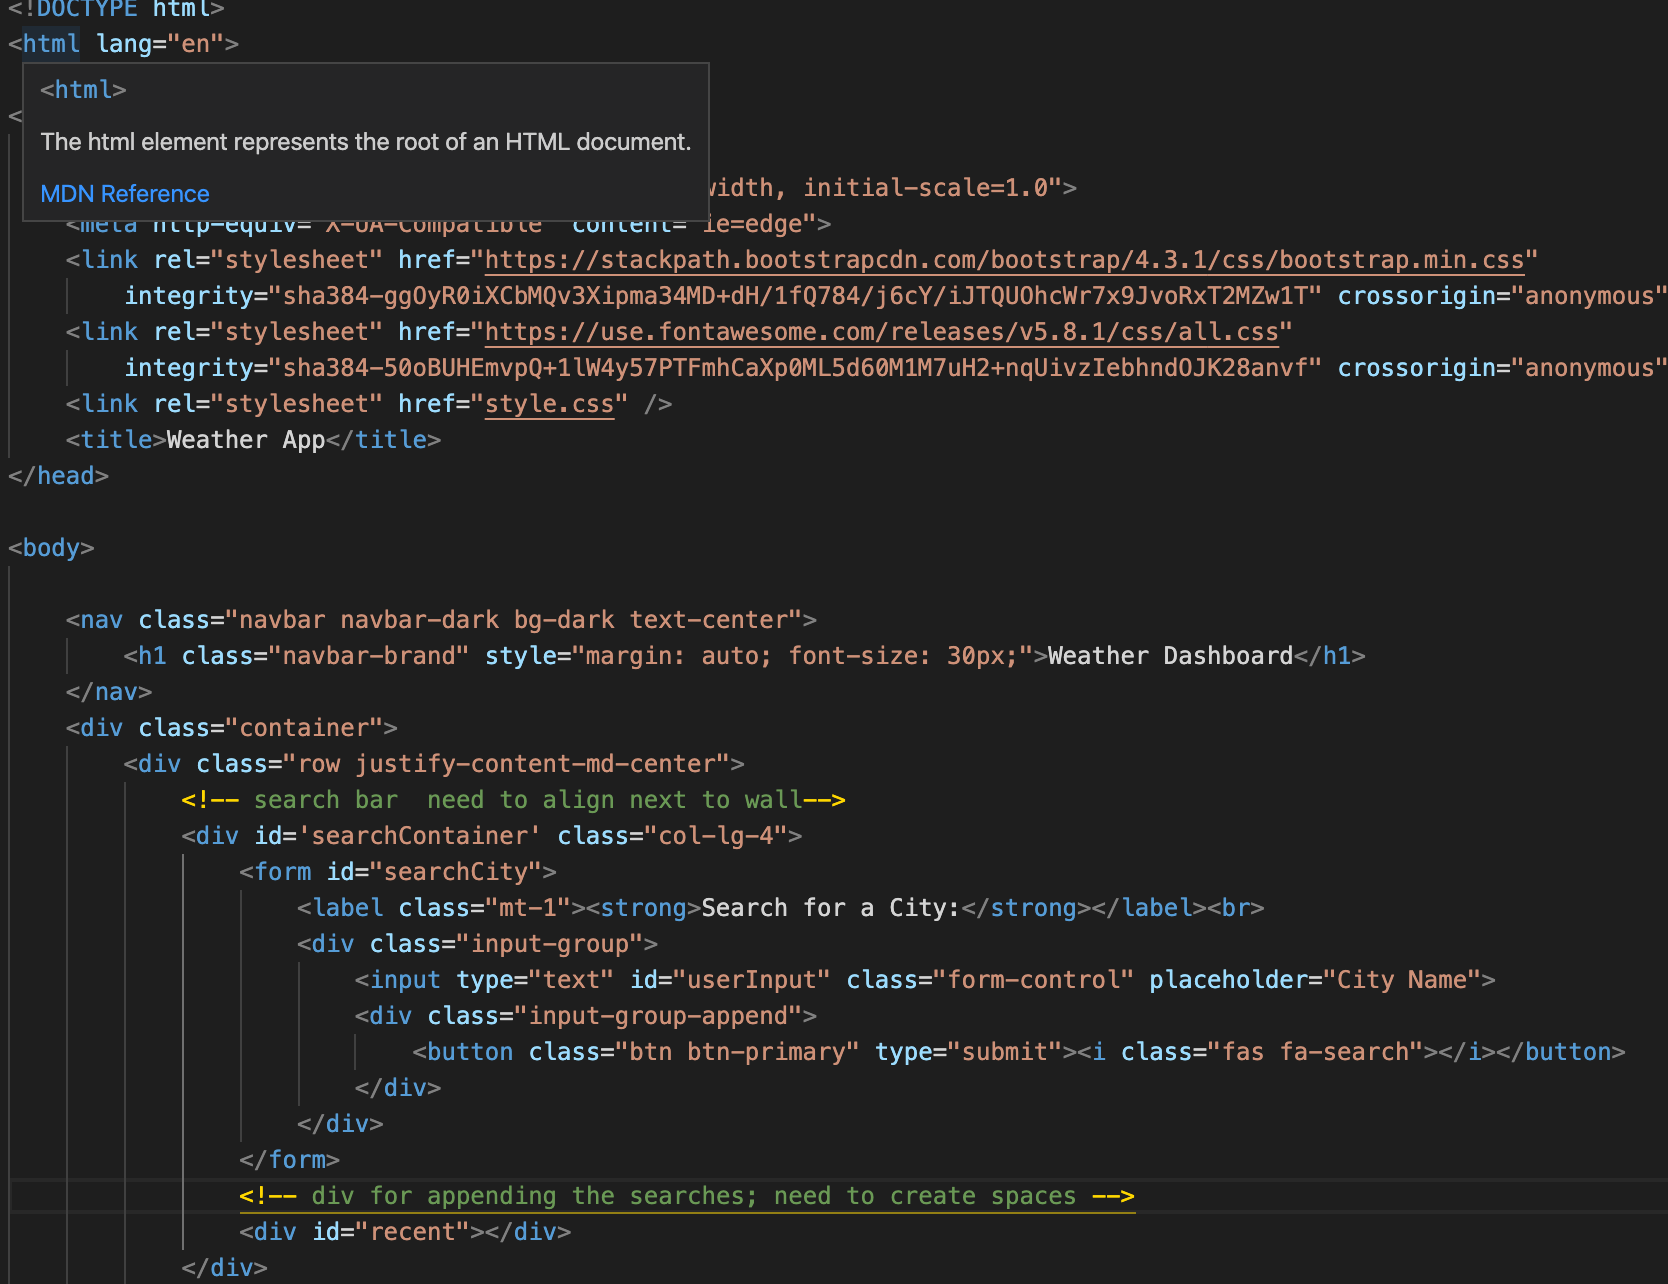 <!DOCTYPE html>
<html lang="en">
<html>
<
The html element represents the root of an HTML document.
MDN Reference
width, initial-scale=1.0">
<meta http-equiv="X-UA-Compatible" content="ie=edge">
<link rel="stylesheet" href="https://stackpath.bootstrapcdn.com/bootstrap/4.3.1/css/bootstrap.min.css"
integrity="sha384-ggOyR0iXCbMQv3Xipma34MD+dH/1fQ784/j6cY/iJTQUOhcWr7x9JvoRxT2MZw1T" crossorigin="anonymous"
<link rel="stylesheet" href="https://use.fontawesome.com/releases/v5.8.1/css/all.css"
integrity="sha384-50oBUHEmvpQ+1lW4y57PTFmhCaXp0ML5d60M1M7uH2+nqUivzIebhndOJK28anvf" crossorigin="anonymous"
<link rel="stylesheet" href="style.css" />
<title>Weather App</title>
</head>
<body>
<nav class="navbar navbar-dark bg-dark text-center">
<h1 class="navbar-brand" style="margin: auto; font-size: 30px;">Weather Dashboard</h1>
</nav>
<div class="container">
<div class="row justify-content-md-center">
<!-- search bar  need to align next to wall-->
<div id='searchContainer' class="col-lg-4">
<form id="searchCity">
<label class="mt-1"><strong>Search for a City:</strong></label><br>
<div class="input-group">
<input type="text" id="userInput" class="form-control" placeholder="City Name">
<div class="input-group-append">
<button class="btn btn-primary" type="submit"><i class="fas fa-search"></i></button>
</div>
</div>
</form>
<!-- div for appending the searches; need to create spaces -->
<div id="recent"></div>
</div>